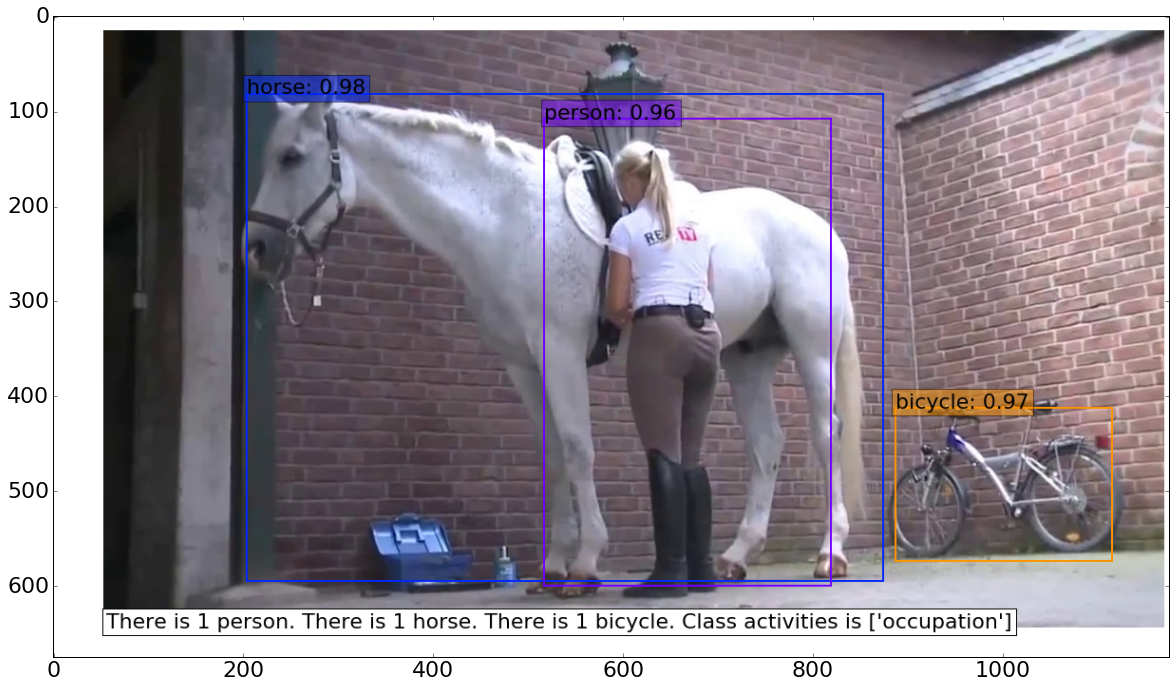 0
100
200
300
400
500
600
horse: 0.98
person: 0.96
RE TV
bicycle: 0.97
There is 1 person. There is 1 horse. There is 1 bicycle. Class activities is ['occupation']
0
200
400
600
800
1000